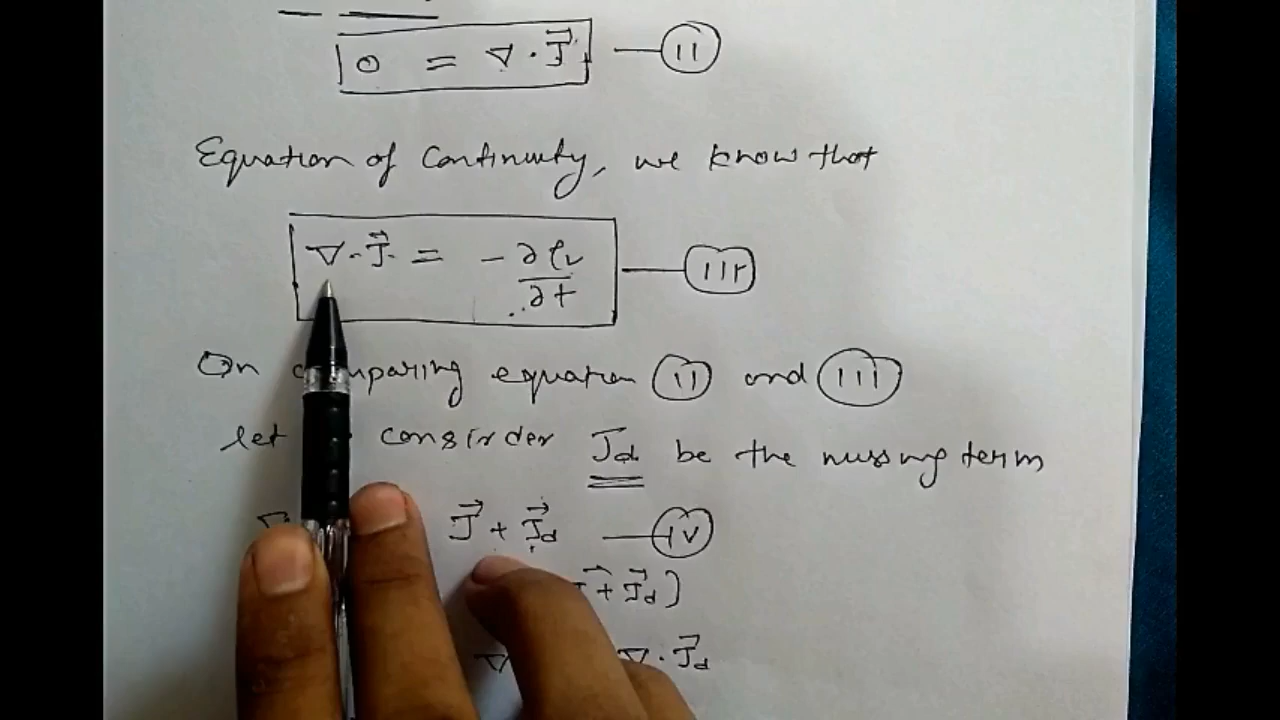 0 = ∇ · J⃗ — (II)
Equation of Continuity, we know that
∇ · J⃗ = - ∂ρv / ∂t — (III)
On comparing equation (II) and (III)
let consirder Jd be the missing term
J⃗ + J⃗d — (IV)
+ J⃗d)
∇ ∇ · J⃗d